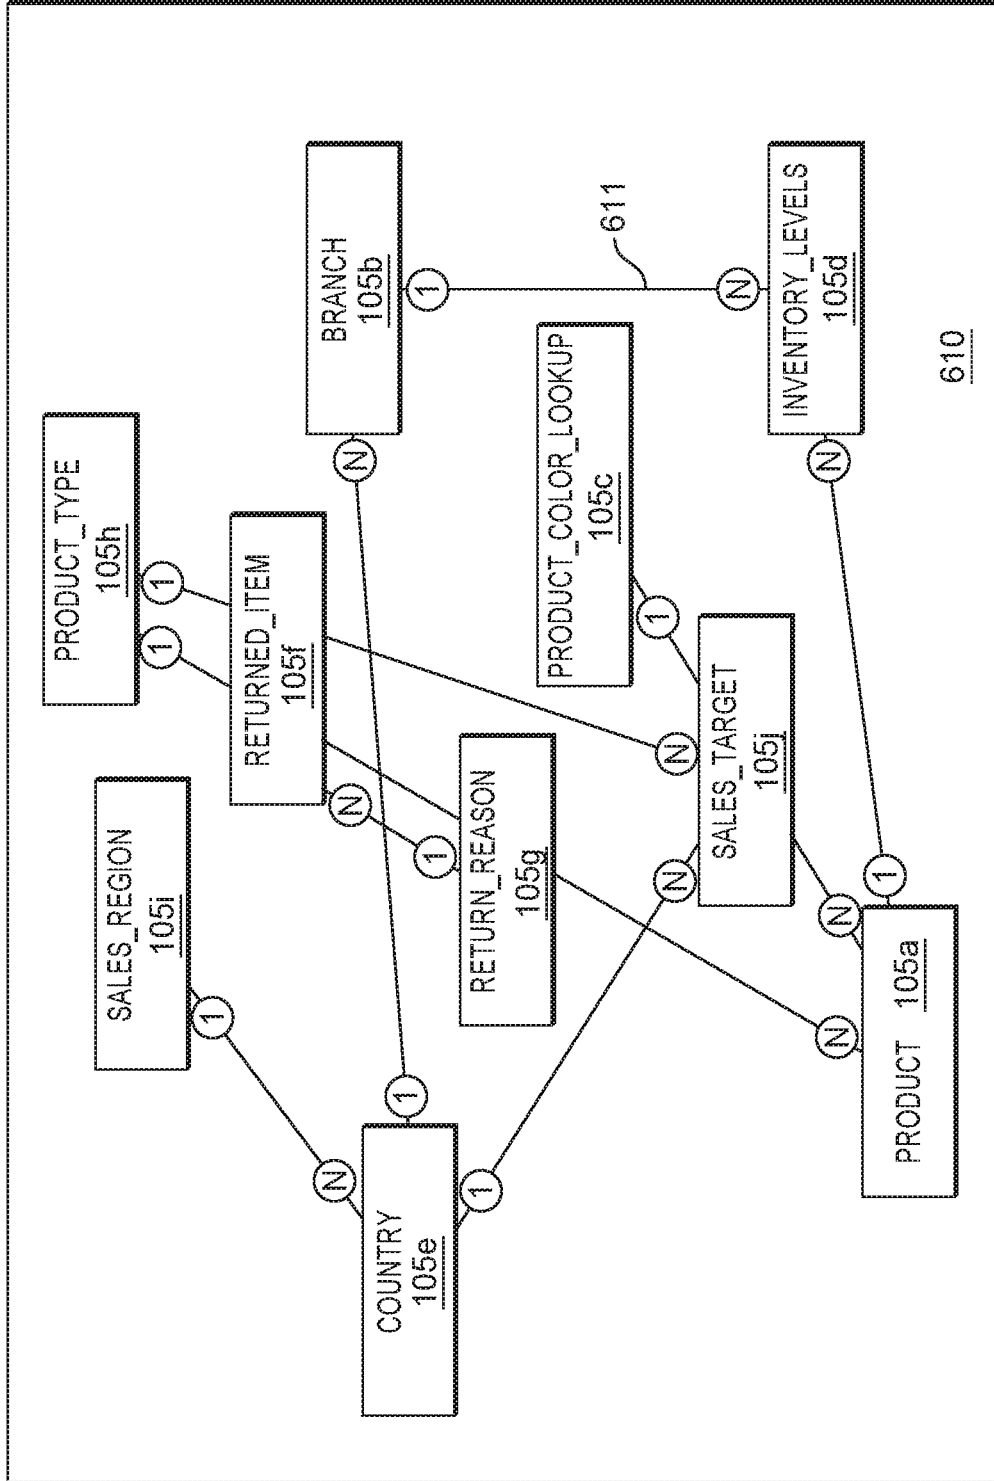 PRODUCT_TYPE
105h
SALES_REGION
105i
1
1
1
RETURNED_ITEM
105f
BRANCH
105b
N
N
N
COUNTRY
105e
1
1
1
1
RETURN_REASON
105g
PRODUCT_COLOR_LOOKUP
105c
611
1
N
N
SALES_TARGET
105j
N
INVENTORY_LEVELS
105d
N
N
N
1
PRODUCT 105a
610